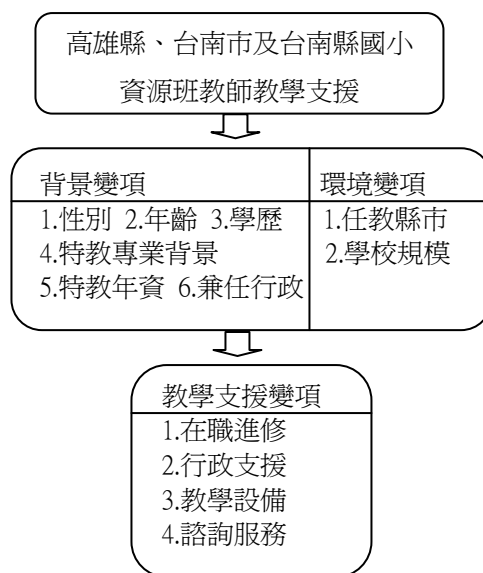 高雄縣、台南市及台南縣國小
資源班教師教學支援
背景變項
1.性別 2.年齡 3.學歷
4.特教專業背景
5.特教年資 6.兼任行政
環境變項
1.任教縣市
2.學校規模
教學支援變項
1.在職進修
2.行政支援
3.教學設備
4.諮詢服務